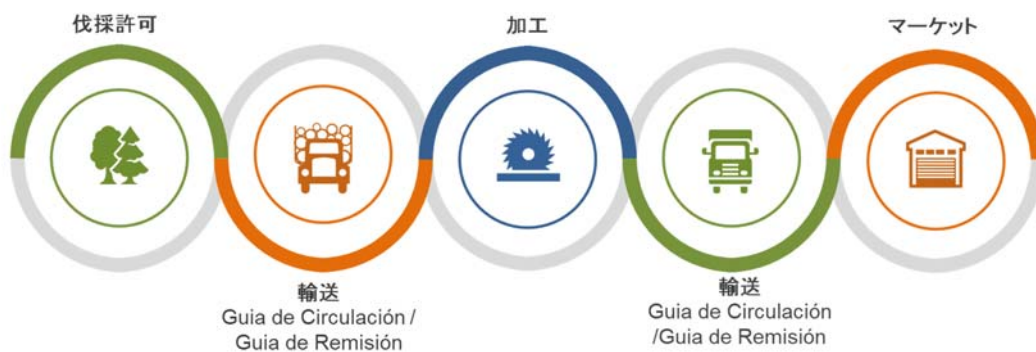 伐採許可
加工
マーケット
輸送
Guia de Circulación /
Guia de Remisión
輸送
Guia de Circulación
/Guia de Remisión